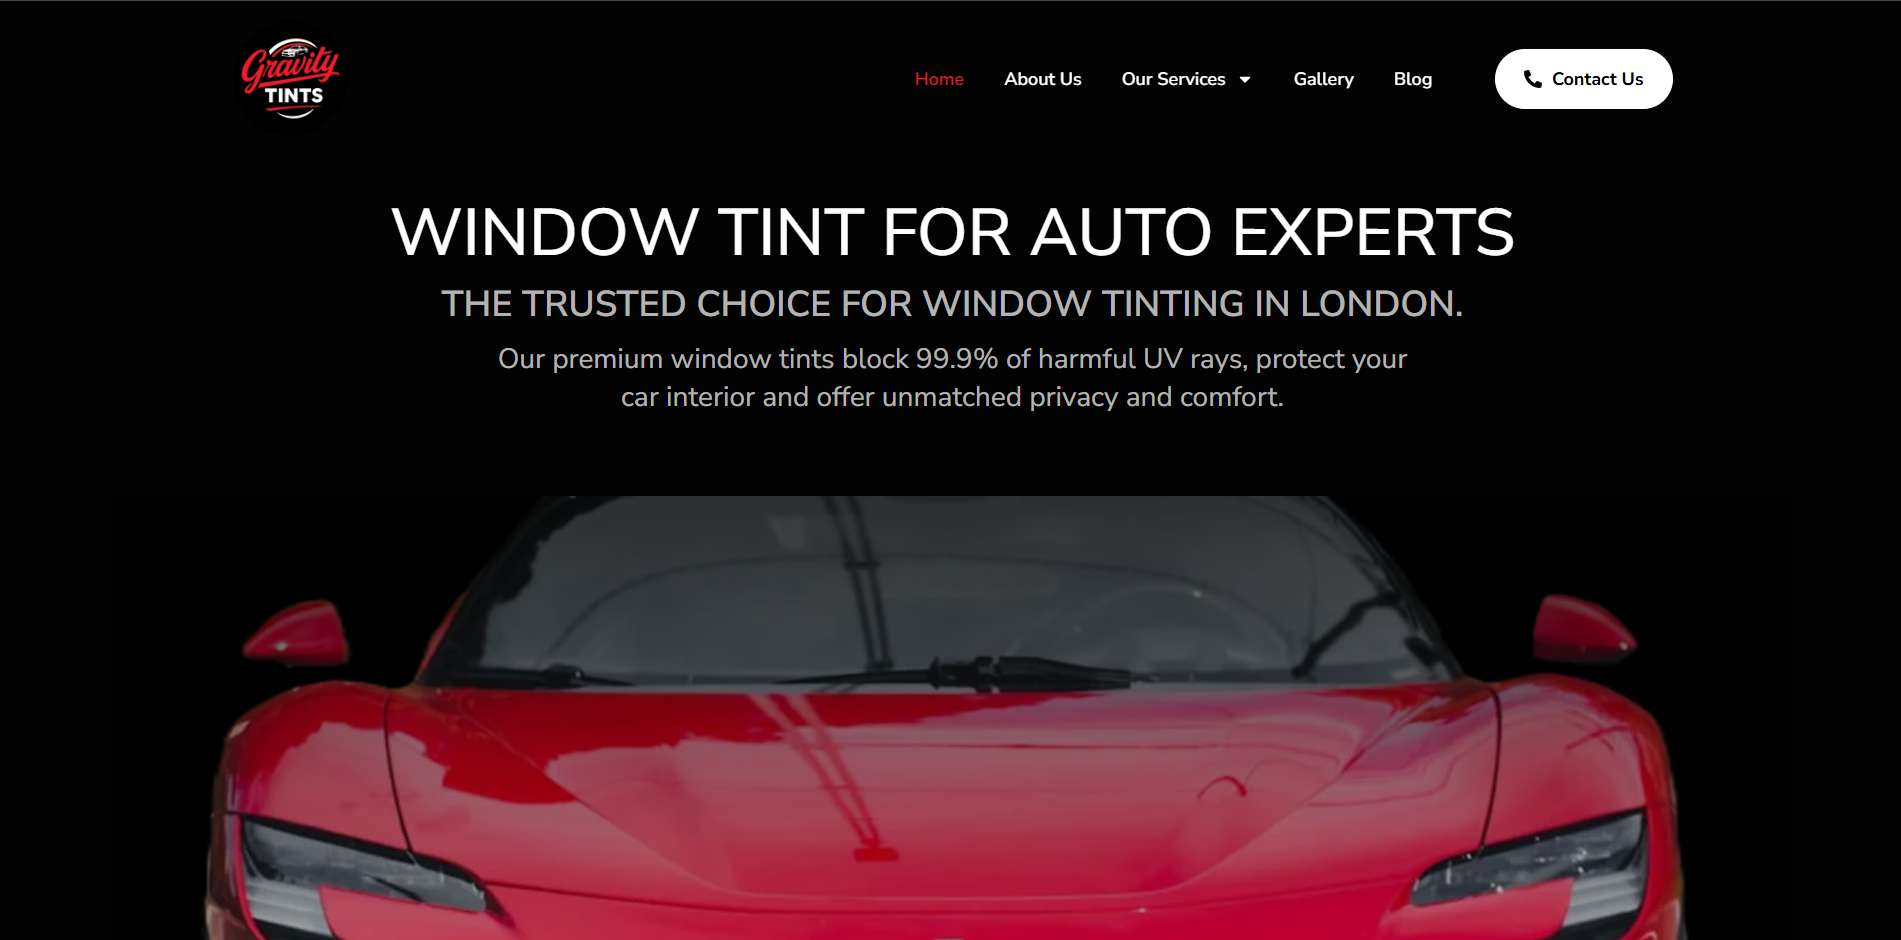 Gravity
TINTS
Home
About Us
Our Services
Gallery
Blog
Contact Us
WINDOW TINT FOR AUTO EXPERTS
THE TRUSTED CHOICE FOR WINDOW TINTING IN LONDON.
Our premium window tints block 99.9% of harmful UV rays, protect your
car interior and offer unmatched privacy and comfort.